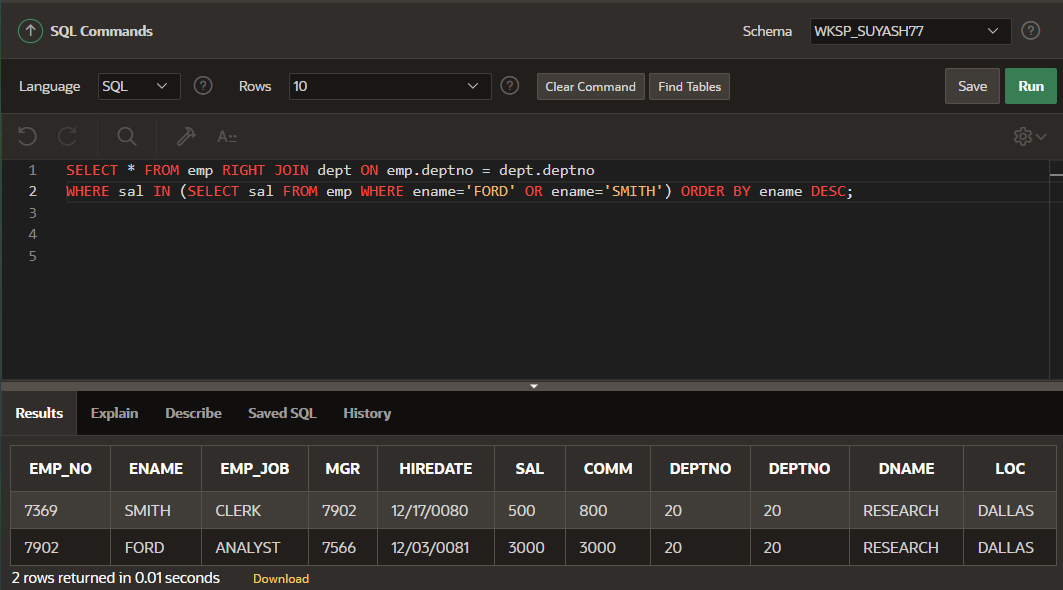 SQL Commands
Schema WKSP_SUYASH77 ?
Language SQL ? Rows 10 ? Clear Command Find Tables Save Run
A::
1 SELECT * FROM emp RIGHT JOIN dept ON emp.deptno = dept.deptno
2 WHERE sal IN (SELECT sal FROM emp WHERE ename='FORD' OR ename='SMITH') ORDER BY ename DESC;
3
4
5
Results Explain Describe Saved SQL History
EMP_NO ENAME EMP_JOB MGR HIREDATE SAL COMM DEPTNO DEPTNO DNAME LOC
7369 SMITH CLERK 7902 12/17/0080 500 800 20 20 RESEARCH DALLAS
7902 FORD ANALYST 7566 12/03/0081 3000 3000 20 20 RESEARCH DALLAS
2 rows returned in 0.01 seconds Download